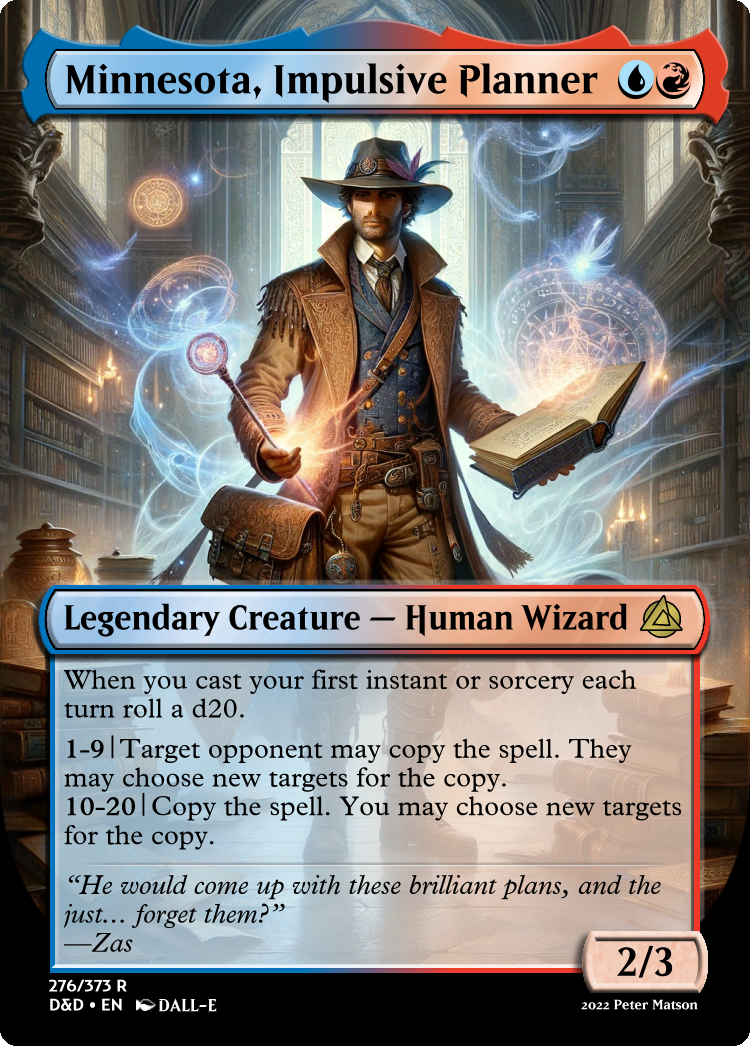 Minnesota, Impulsive Planner
Legendary Creature — Human Wizard
When you cast your first instant or sorcery each
turn roll a d20.
1-9|Target opponent may copy the spell. They
may choose new targets for the copy.
10-20|Copy the spell. You may choose new targets
for the copy.
“He would come up with these brilliant plans, and the
just… forget them?”
—Zas
2/3
276/373 R
D&D • EN DALL-E
2022 Peter Matson